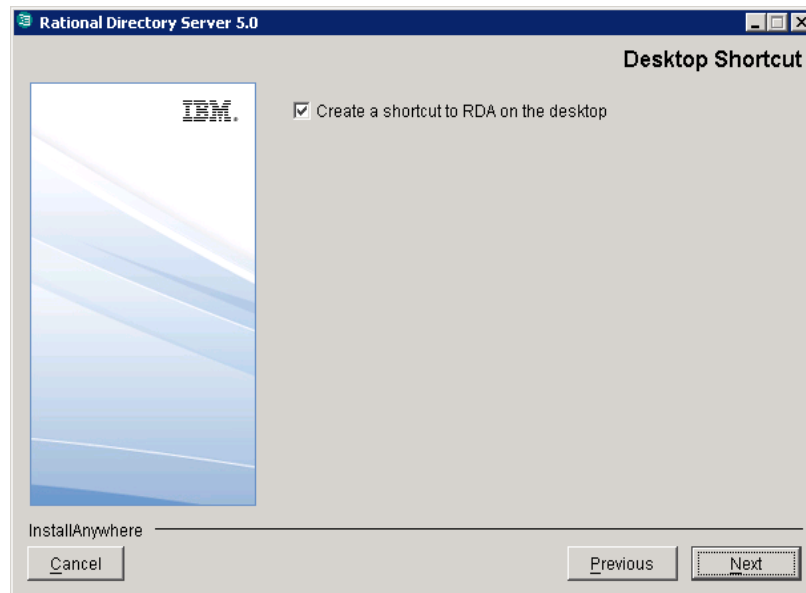 Rational Directory Server 5.0
Desktop Shortcut
IBM.
Create a shortcut to RDA on the desktop
InstallAnywhere
Cancel
Previous
Next